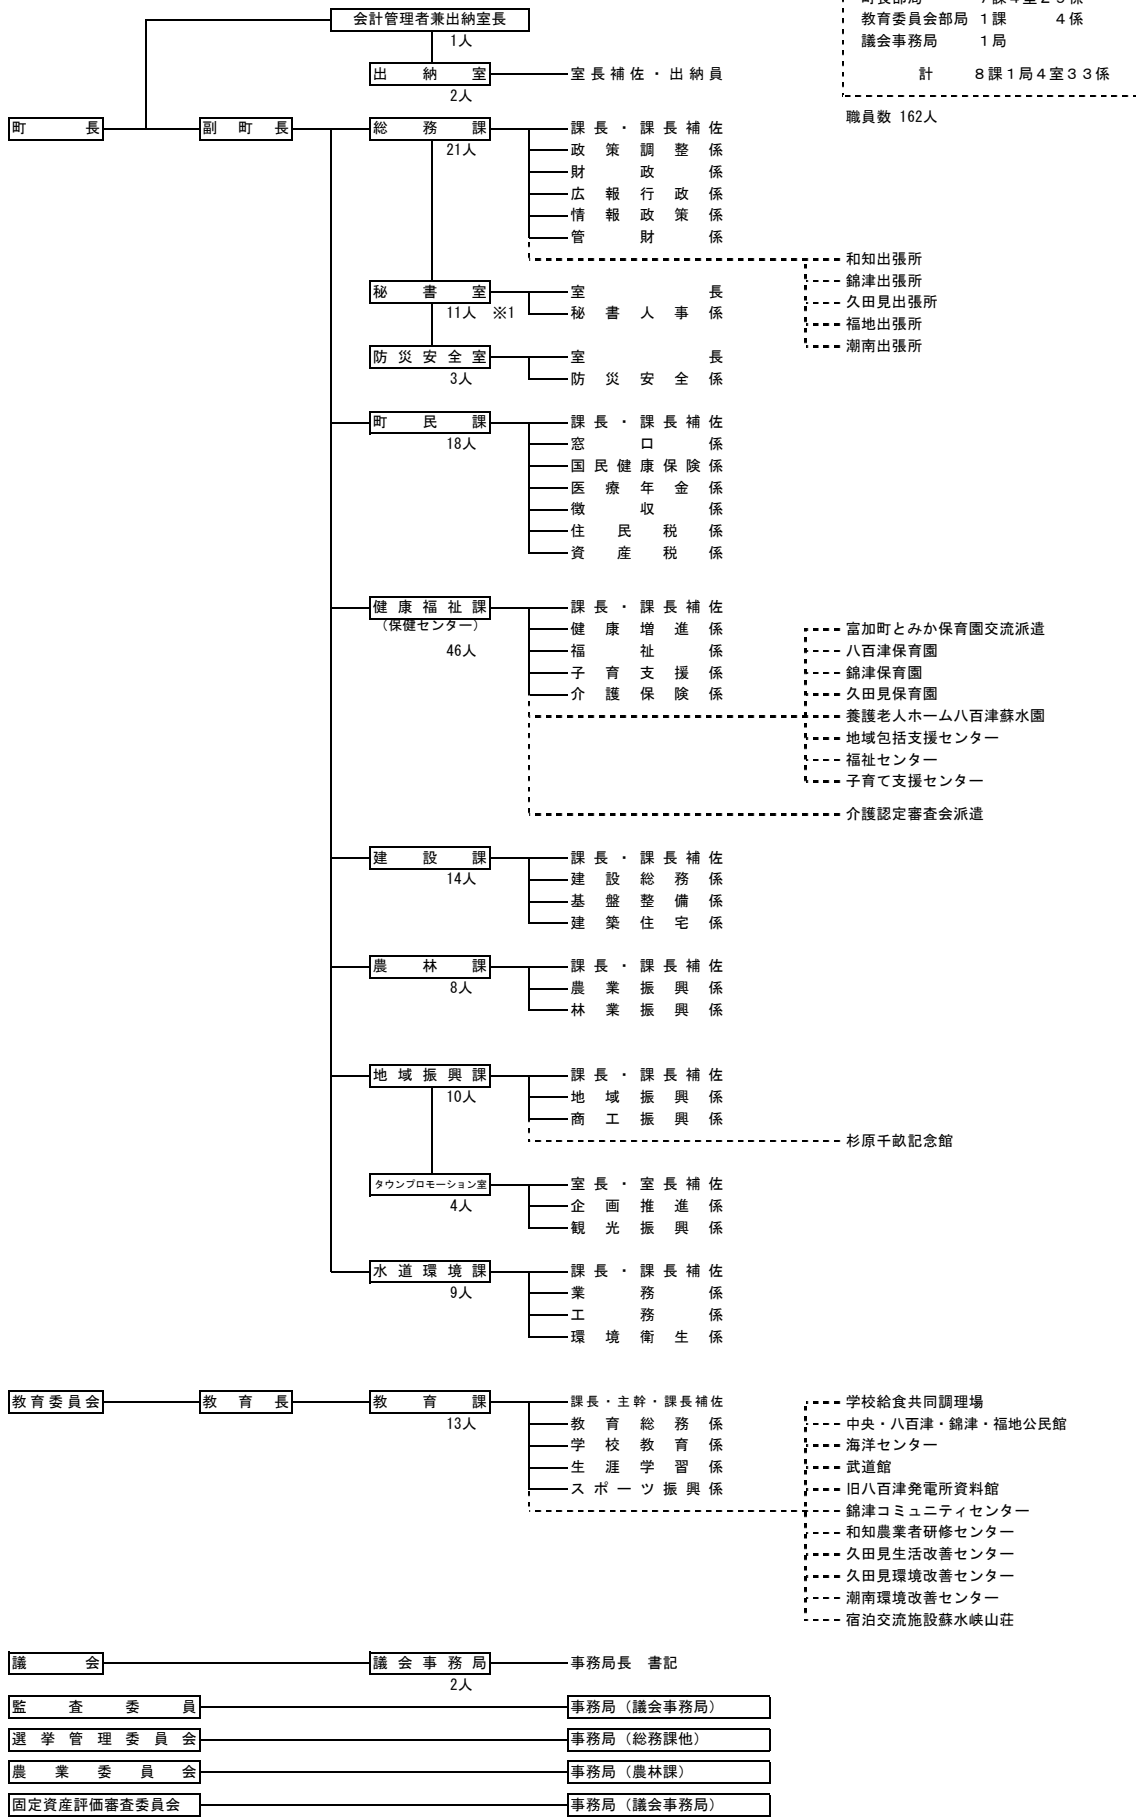 会計管理者兼出納室長
1人
出納室 室長補佐・出納員
2人
教育委員会部局 1課 4係
議会事務局 1局
計 8課1局4室33係
職員数 162人
町長 副町長 総務課 課長・課長補佐
21人 政策調整係
財政係
広報行政係
情報政策係
管財係
和知出張所
錦津出張所
久田見出張所
福地出張所
潮南出張所
秘書室 室長
11人 ※1 秘書人事係
防災安全室 室長
3人 防災安全係
町民課 課長・課長補佐
18人 窓口係
国民健康保険係
医療年金係
徴収係
住民税係
資産税係
健康福祉課 課長・課長補佐
(保健センター) 健康増進係
46人 福祉係
子育支援係
介護保険係
富加町とみか保育園交流派遣
八百津保育園
錦津保育園
久田見保育園
養護老人ホーム八百津蘇水園
地域包括支援センター
福祉センター
子育て支援センター
介護認定審査会派遣
建設課 課長・課長補佐
14人 建設総務係
基盤整備係
建築住宅係
農林課 課長・課長補佐
8人 農業振興係
林業振興係
地域振興課 課長・課長補佐
10人 地域振興係
商工振興係
杉原千畝記念館
タウンプロモーション室 室長・室長補佐
4人 企画推進係
観光振興係
水道環境課 課長・課長補佐
9人 業務係
工務係
環境衛生係
教育委員会 教育長 教育課 課長・主幹・課長補佐
13人 教育総務係
学校教育係
生涯学習係
スポーツ振興係
学校給食共同調理場
中央・八百津・錦津・福地公民館
海洋センター
武道館
旧八百津発電所資料館
錦津コミュニティセンター
和知農業者研修センター
久田見生活改善センター
久田見環境改善センター
潮南環境改善センター
宿泊交流施設蘇水峡山荘
議会 議会事務局 事務局長 書記
2人
監査委員 事務局(議会事務局)
選挙管理委員会 事務局(総務課他)
農業委員会 事務局(農林課)
固定資産評価審査委員会 事務局(議会事務局)